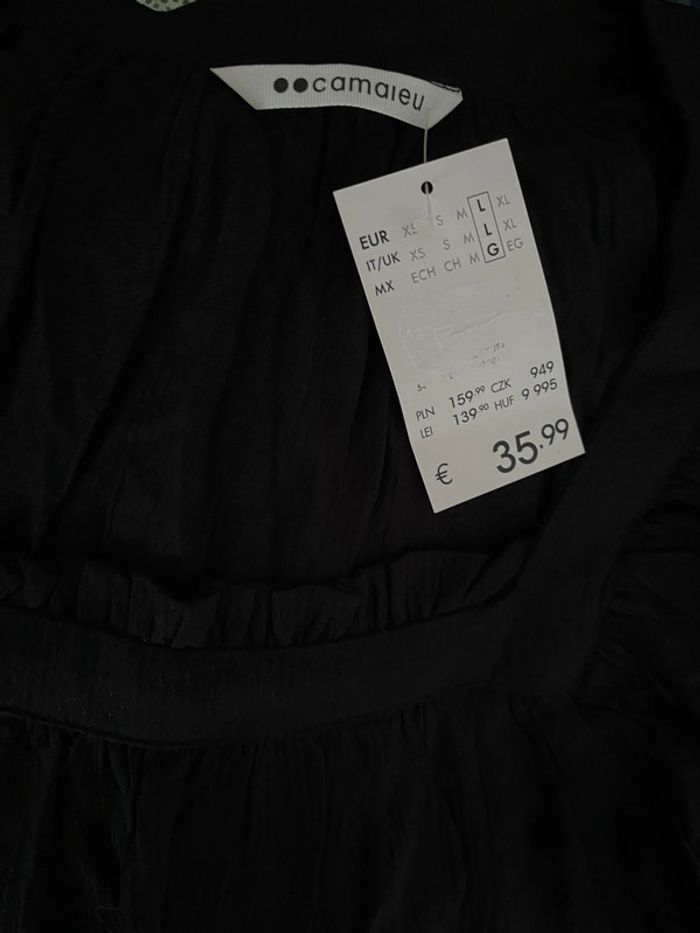 camaieu
EUR XS S M L XL
IT/UK XS S M L XL
MX ECH CH M G EG
PLN 159.99 CZK 949
LEI 139.90 HUF 9 995
€ 35.99